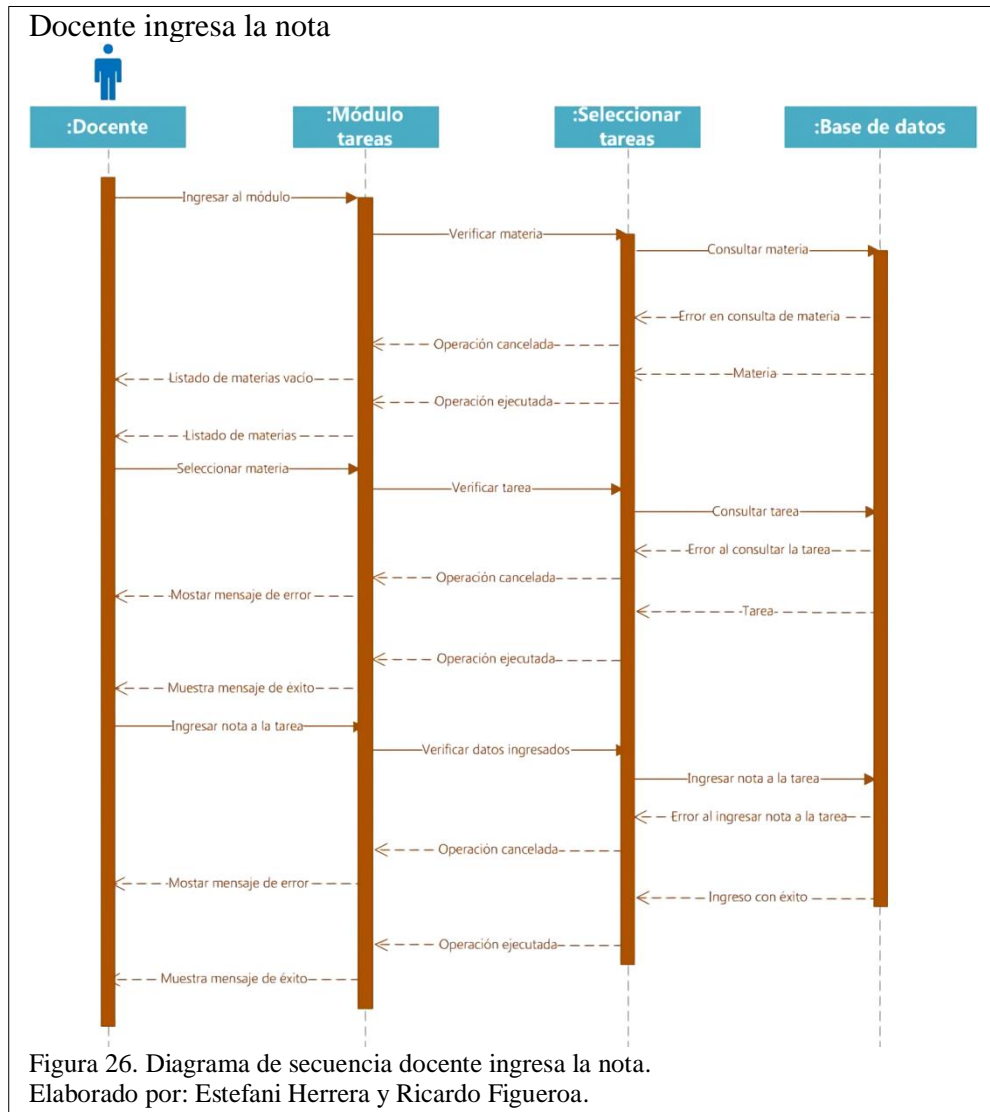 Docente ingresa la nota
:Docente
:Módulo
tareas
:Seleccionar
tareas
:Base de datos
Ingresar al módulo
Verificar materia
Consultar materia
Error en consulta de materia
Operación cancelada
Materia
Listado de materias vacío
Operación ejecutada
Listado de materias
Seleccionar materia
Verificar tarea
Consultar tarea
Error al consultar la tarea
Operación cancelada
Mostar mensaje de error
Tarea
Operación ejecutada
Muestra mensaje de éxito
Ingresar nota a la tarea
Verificar datos ingresados
Ingresar nota a la tarea
Error al ingresar nota a la tarea
Operación cancelada
Mostar mensaje de error
Ingreso con éxito
Operación ejecutada
Muestra mensaje de éxito
Figura 26. Diagrama de secuencia docente ingresa la nota.
Elaborado por: Estefani Herrera y Ricardo Figueroa.